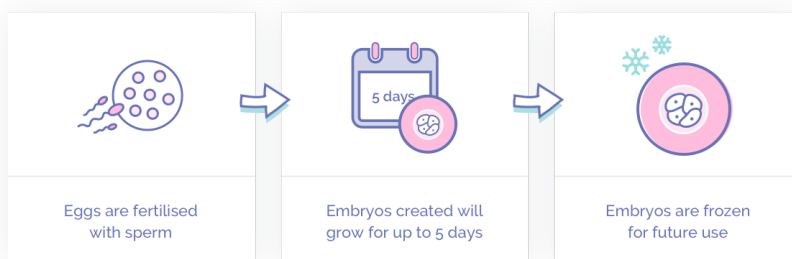 5 days
Eggs are fertilised
with sperm
Embryos created will
grow for up to 5 days
Embryos are frozen
for future use